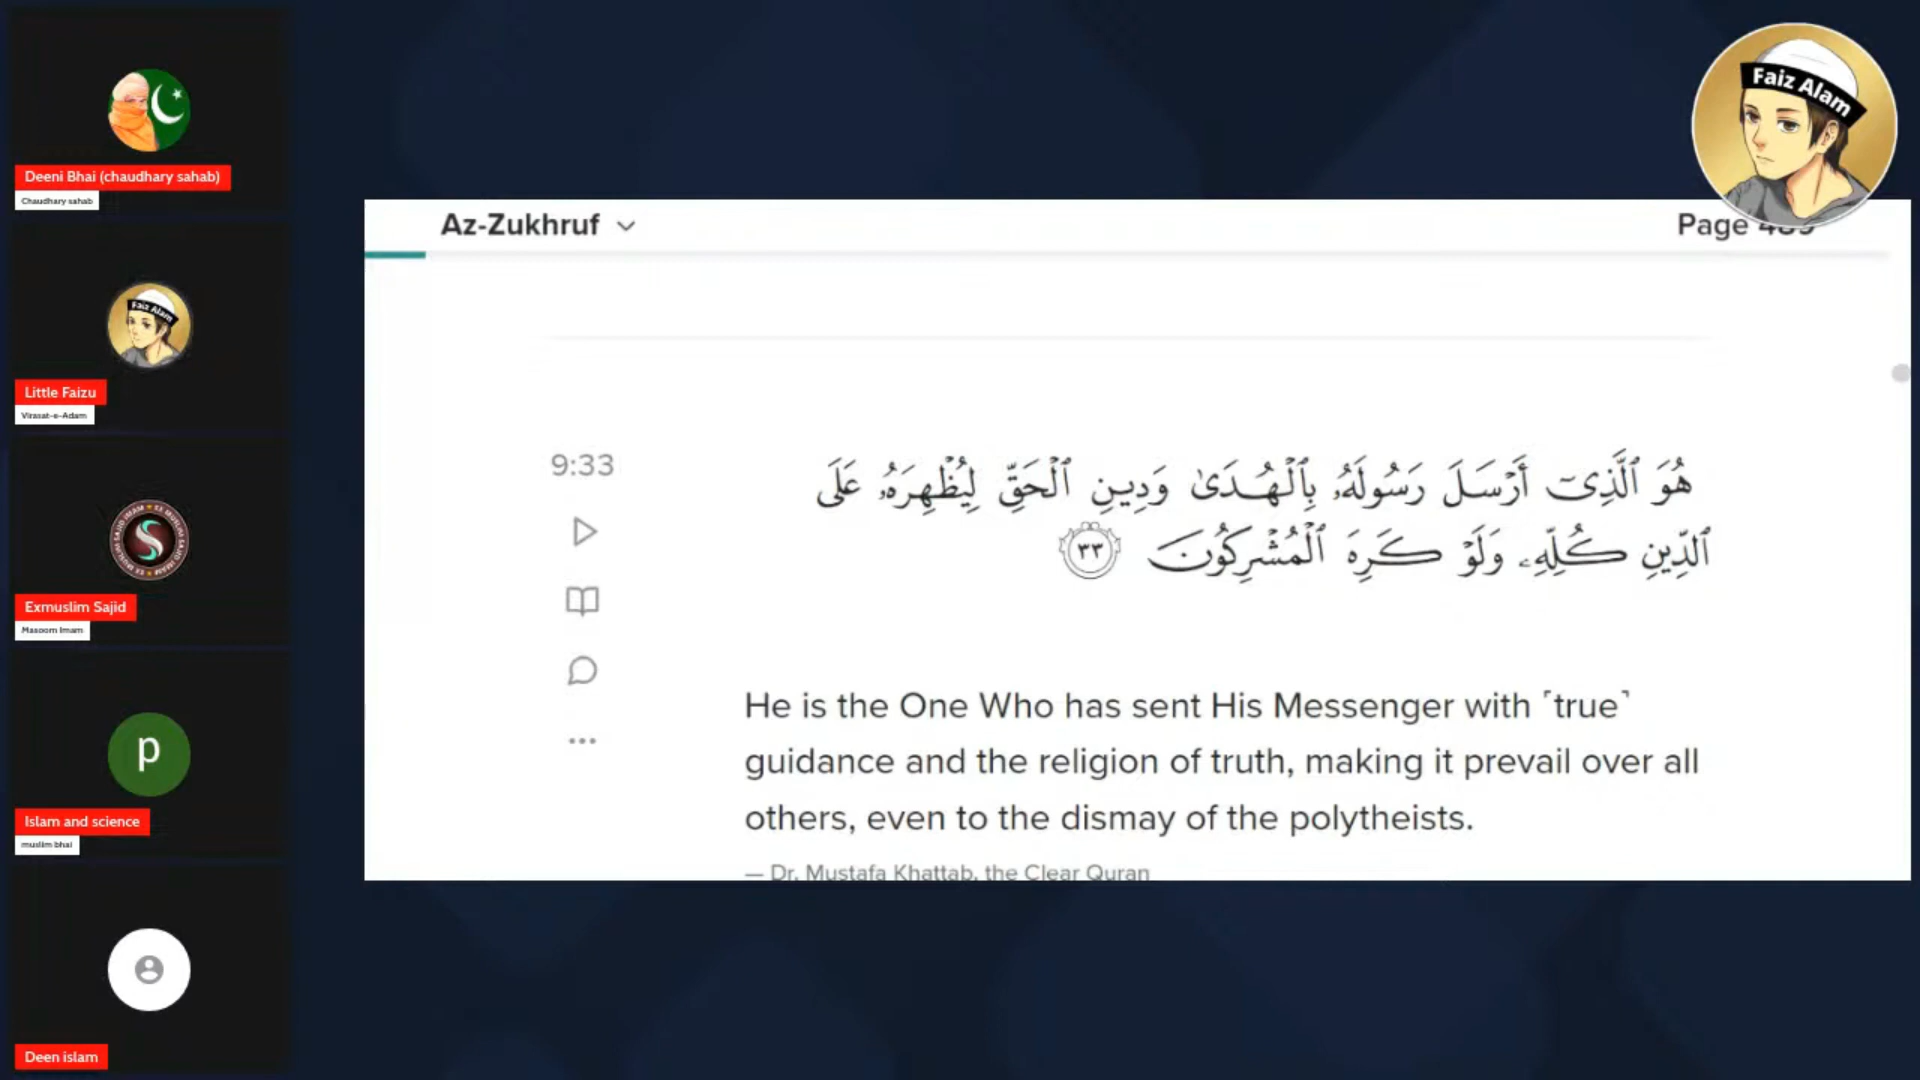 Deeni Bhai (chaudhary sahab)
Chaudhary sahab
Faiz Alam
Little Faizu
Virasat-e-Adam
Exmuslim Sajid
Masoom Imam
p
Islam and science
muslim bhai
Deen islam
Faiz Alam
Az-Zukhruf
Page
9:33
هُوَ ٱلَّذِىٓ أَرْسَلَ رَسُولَهُۥ بِٱلْهُدَىٰ وَدِينِ ٱلْحَقِّ لِيُظْهِرَهُۥ عَلَى
ٱلدِّينِ كُلِّهِۦ وَلَوْ كَرِهَ ٱلْمُشْرِكُونَ ٣٣
He is the One Who has sent His Messenger with ˹true˺
guidance and the religion of truth, making it prevail over all
others, even to the dismay of the polytheists.
— Dr. Mustafa Khattab, the Clear Quran